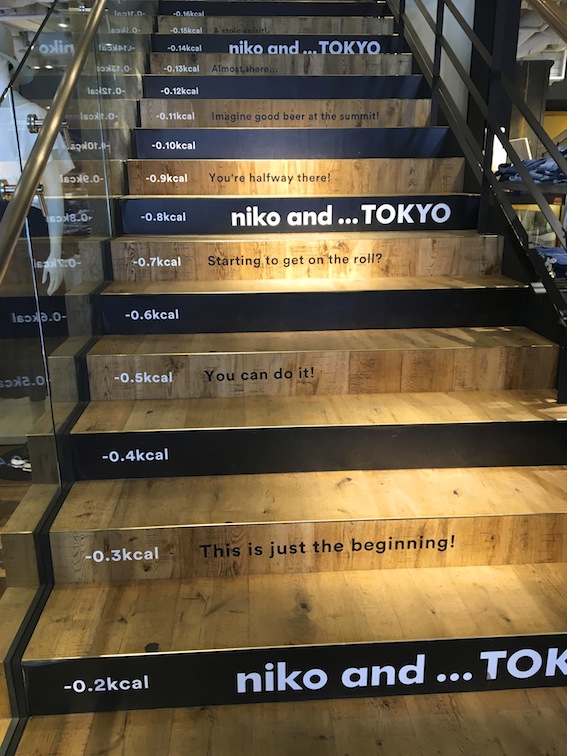 -0.16kcal
-0.15kcal A stoic spirit!
-0.14kcal niko and ... TOKYO
-0.13kcal Almost there...
-0.12kcal
-0.11kcal Imagine good beer at the summit!
-0.10kcal
-0.9kcal You're halfway there!
-0.8kcal niko and ... TOKYO
-0.7kcal Starting to get on the roll?
-0.6kcal
-0.5kcal You can do it!
-0.4kcal
-0.3kcal This is just the beginning!
-0.2kcal niko and ... TOK